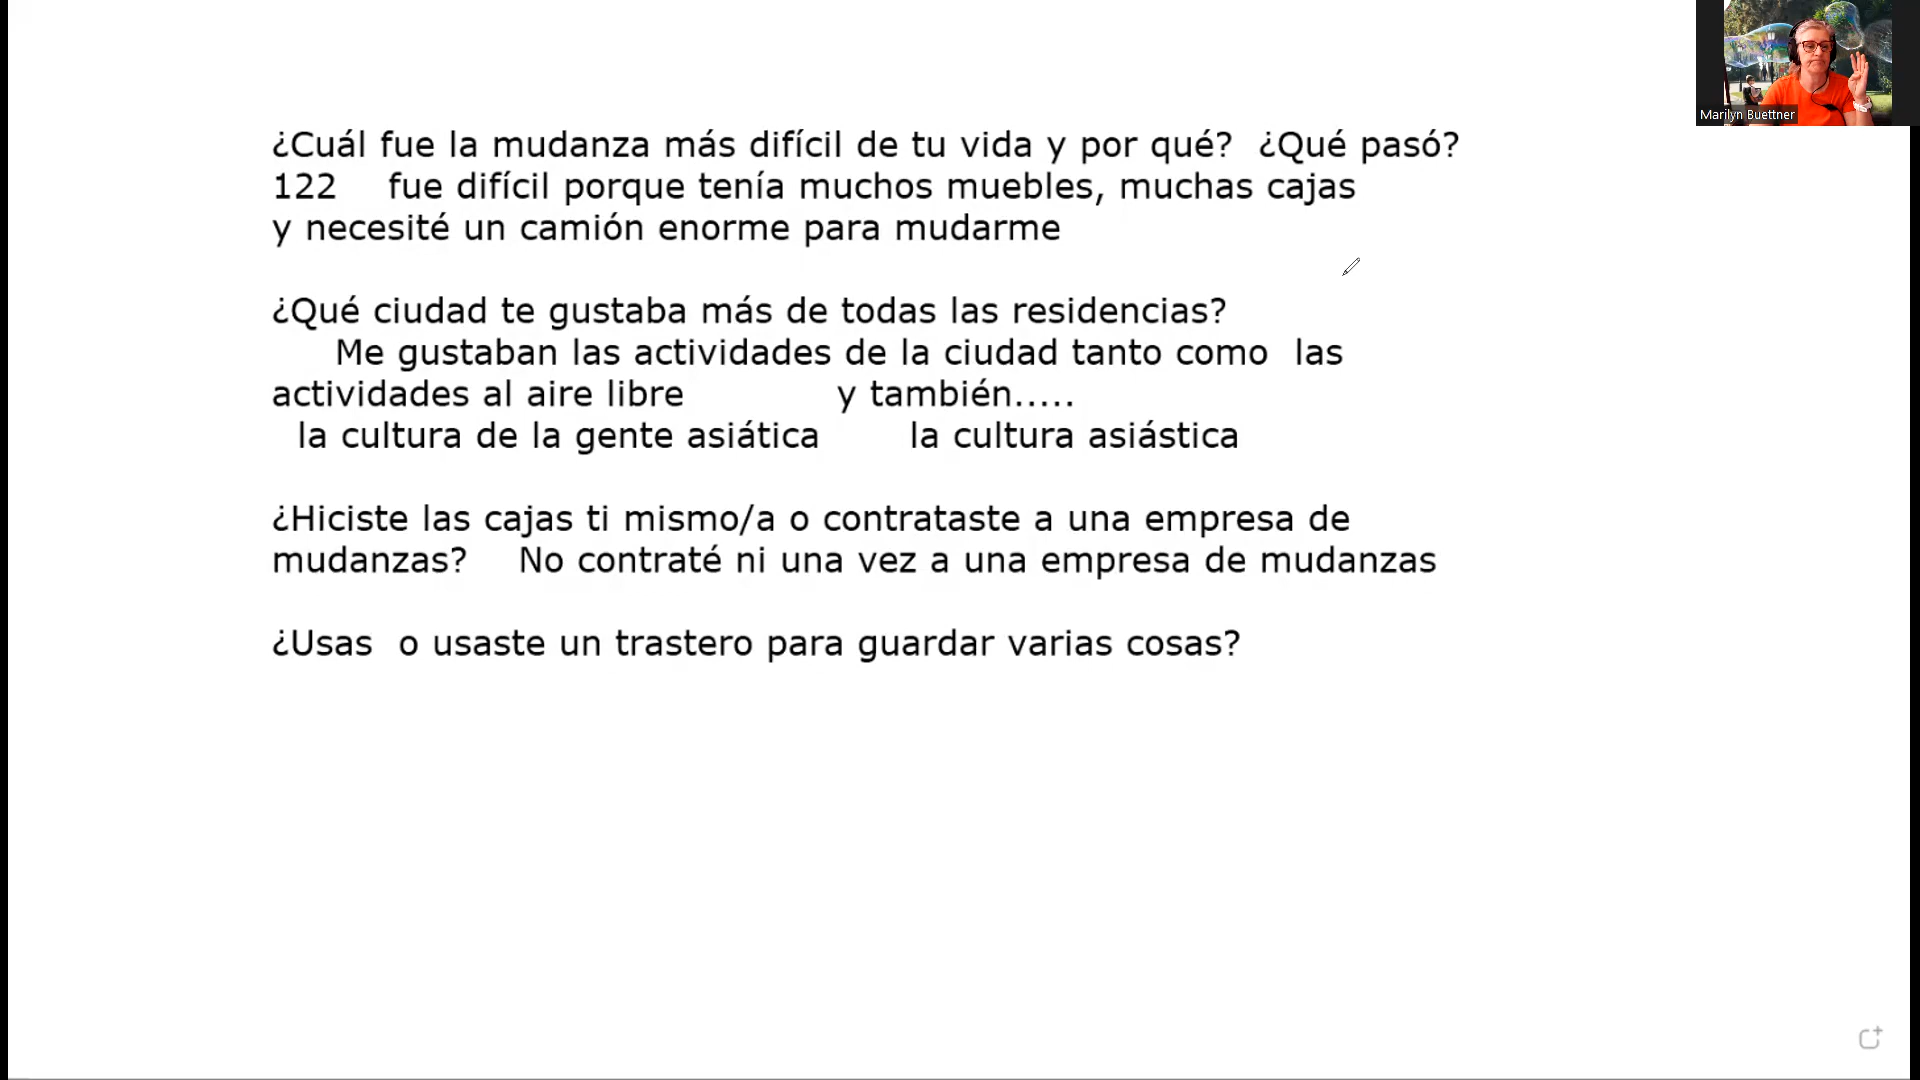 Marilyn Buettner
¿Cuál fue la mudanza más difícil de tu vida y por qué?  ¿Qué pasó?
122    fue difícil porque tenía muchos muebles, muchas cajas
y necesité un camión enorme para mudarme
¿Qué ciudad te gustaba más de todas las residencias?
Me gustaban las actividades de la ciudad tanto como  las
actividades al aire libre            y también.....
la cultura de la gente asiática       la cultura asiástica
¿Hiciste las cajas ti mismo/a o contrataste a una empresa de
mudanzas?    No contraté ni una vez a una empresa de mudanzas
¿Usas  o usaste un trastero para guardar varias cosas?